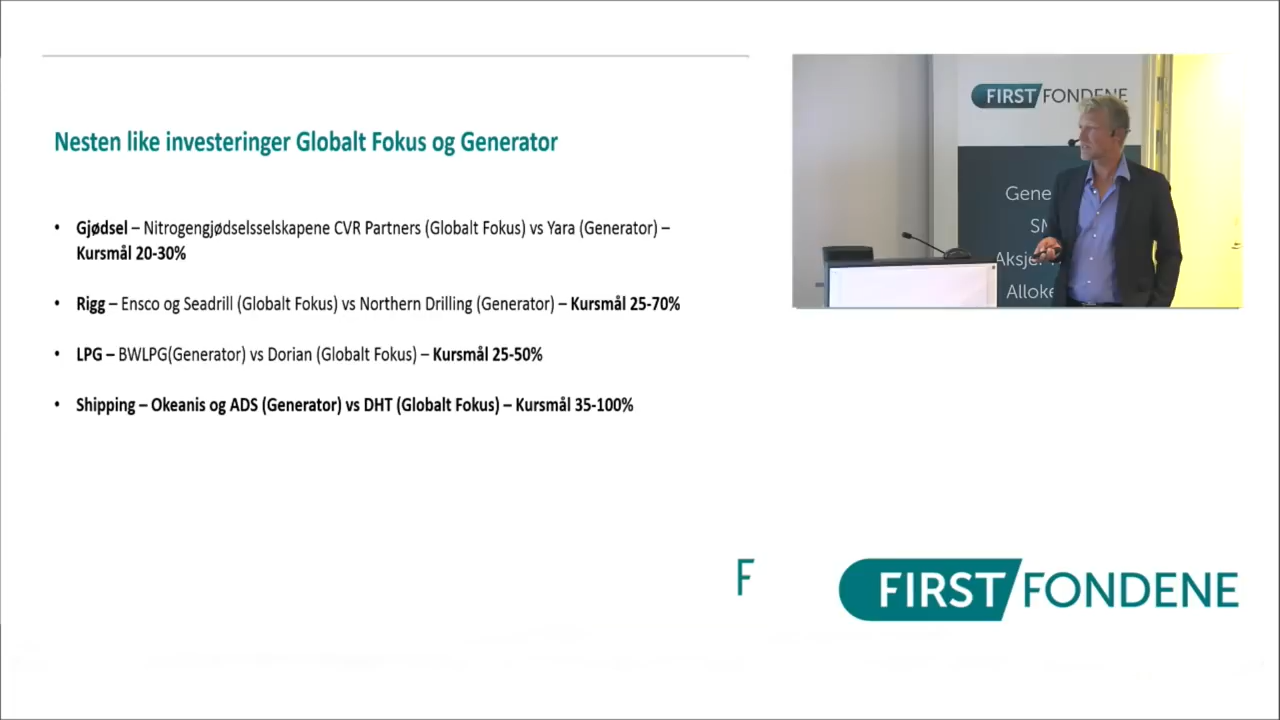 Nesten like investeringer Globalt Fokus og Generator
• Gjødsel – Nitrogengjødselsselskapene CVR Partners (Globalt Fokus) vs Yara (Generator) –
Kursmål 20-30%
• Rigg – Ensco og Seadrill (Globalt Fokus) vs Northern Drilling (Generator) – Kursmål 25-70%
• LPG – BWLPG(Generator) vs Dorian (Globalt Fokus) – Kursmål 25-50%
• Shipping – Okeanis og ADS (Generator) vs DHT (Globalt Fokus) – Kursmål 35-100%
FIRST FONDENE
Gene
SM
Aksje
Alloke
F
FIRST FONDENE